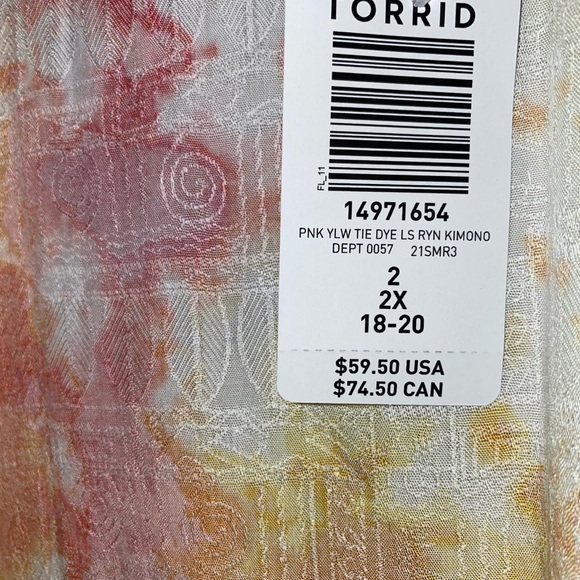 TORRID
FL_11
14971654
PNK YLW TIE DYE LS RYN KIMONO
DEPT 0057 21SMR3
2
2X
18-20
$59.50 USA
$74.50 CAN